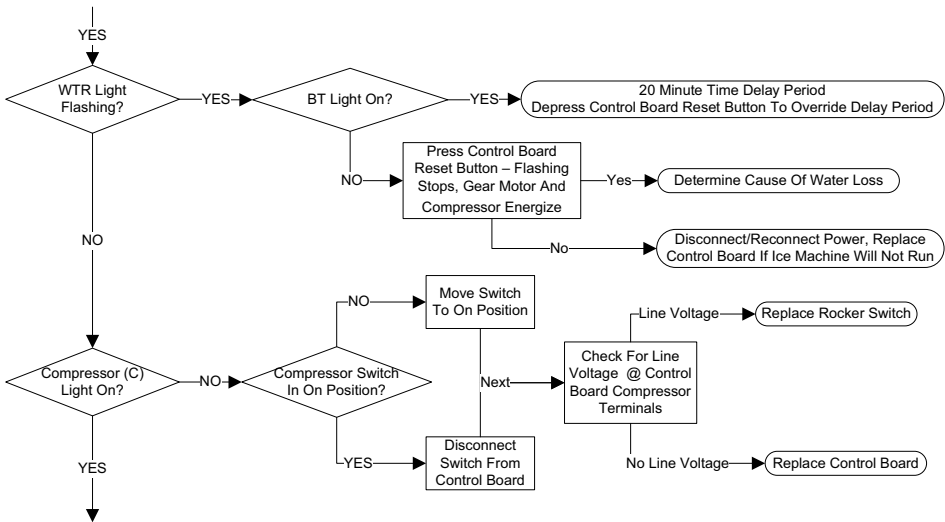 YES
WTR Light
Flashing?
YES
BT Light On?
YES
20 Minute Time Delay Period
Depress Control Board Reset Button To Override Delay Period
NO
Press Control Board
Reset Button – Flashing
Stops, Gear Motor And
Compressor Energize
Yes
Determine Cause Of Water Loss
No
Disconnect/Reconnect Power, Replace
Control Board If Ice Machine Will Not Run
NO
Compressor (C)
Light On?
NO
Compressor Switch
In On Position?
NO
Move Switch
To On Position
YES
Disconnect
Switch From
Control Board
Next
Check For Line
Voltage @ Control
Board Compressor
Terminals
Line Voltage
Replace Rocker Switch
No Line Voltage
Replace Control Board
YES